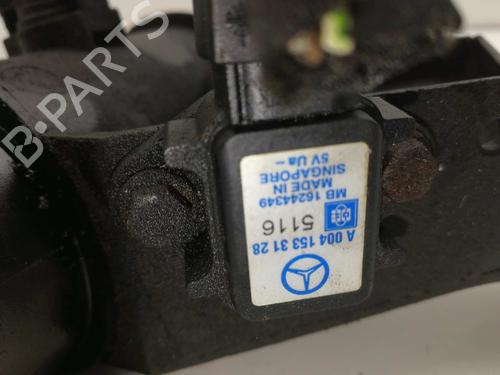 A 004 153 31 28
5116
MB 16244349
MADE IN
SINGAPORE
5V Ua
B-PARTS